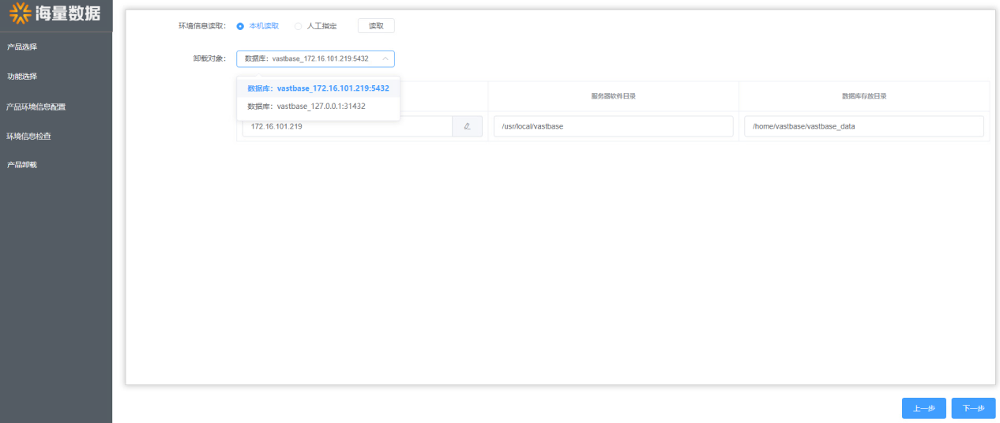 海量数据
产品选择
功能选择
产品环境信息配置
环境信息检查
产品卸载
环境信息读取： 本机读取 人工指定 读取
卸载对象： 数据库：vastbase_172.16.101.219:5432
数据库：vastbase_172.16.101.219:5432
数据库：vastbase_127.0.0.1:31432
服务器软件目录 数据库存放目录
172.16.101.219 /usr/local/vastbase /home/vastbase/vastbase_data
上一步 下一步